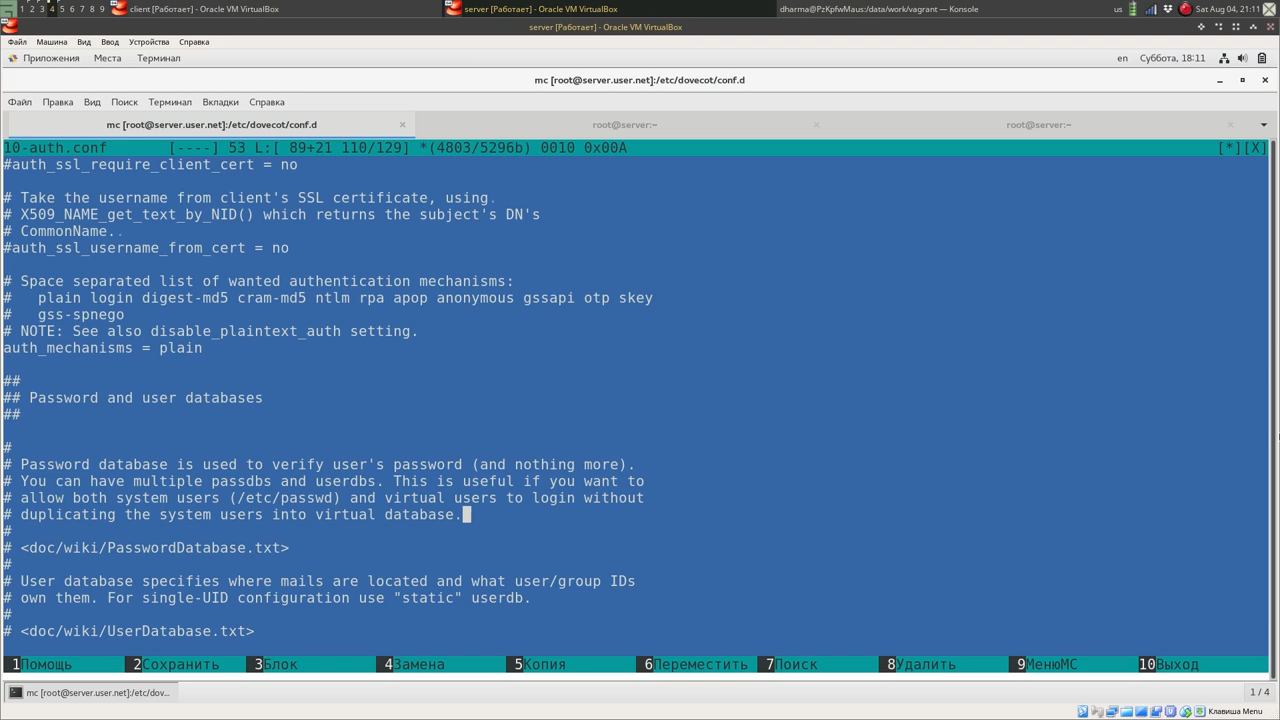 1 2 3 4 5 6 7 8 9 client [Работает] - Oracle VM VirtualBox server [Работает] - Oracle VM VirtualBox dharma@PzKpfwMaus:/data/work/vagrant — Konsole us Sat Aug 04, 21:11
server [Работает] - Oracle VM VirtualBox
Файл Машина Вид Ввод Устройства Справка
Приложения Места Терминал en Суббота, 18:11
mc [root@server.user.net]:/etc/dovecot/conf.d
Файл Правка Вид Поиск Терминал Вкладки Справка
mc [root@server.user.net]:/etc/dovecot/conf.d × root@server:~ × root@server:~ ×
10-auth.conf [----] 53 L:[ 89+21 110/129] *(4803/5296b) 0010 0x00A [*][X]
#auth_ssl_require_client_cert = no
# Take the username from client's SSL certificate, using.
# X509_NAME_get_text_by_NID() which returns the subject's DN's
# CommonName..
#auth_ssl_username_from_cert = no
# Space separated list of wanted authentication mechanisms:
#   plain login digest-md5 cram-md5 ntlm rpa apop anonymous gssapi otp skey
#   gss-spnego
# NOTE: See also disable_plaintext_auth setting.
auth_mechanisms = plain
##
## Password and user databases
##
#
# Password database is used to verify user's password (and nothing more).
# You can have multiple passdbs and userdbs. This is useful if you want to
# allow both system users (/etc/passwd) and virtual users to login without
# duplicating the system users into virtual database.
#
# <doc/wiki/PasswordDatabase.txt>
#
# User database specifies where mails are located and what user/group IDs
# own them. For single-UID configuration use "static" userdb.
#
# <doc/wiki/UserDatabase.txt>
1Помощь 2Сохранить 3Блок 4Замена 5Копия 6Переместить 7Поиск 8Удалить 9МенюМС 10Выход
mc [root@server.user.net]:/etc/dov... 1 / 4
Клавиша Menu